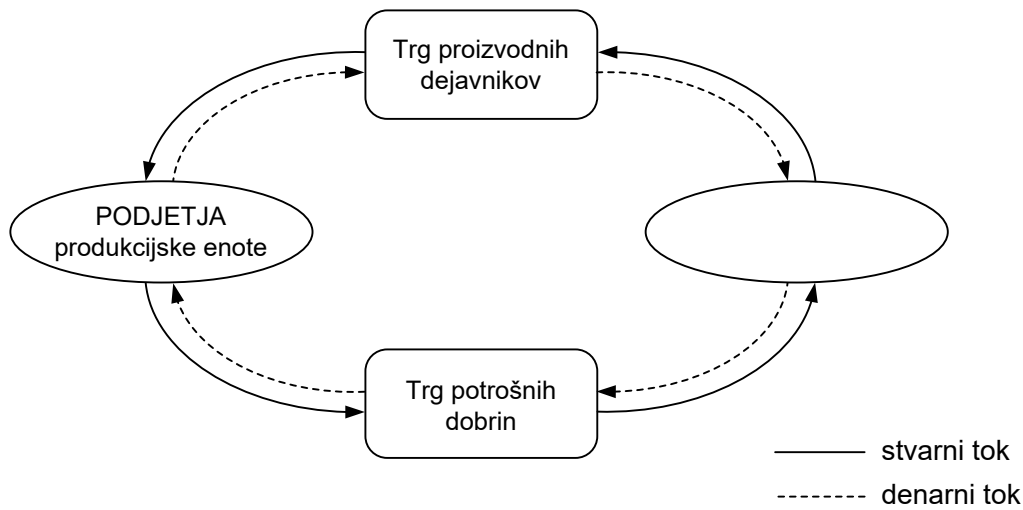 Trg proizvodnih
dejavnikov
PODJETJA
produkcijske enote
Trg potrošnih
dobrin
stvarni tok
denarni tok